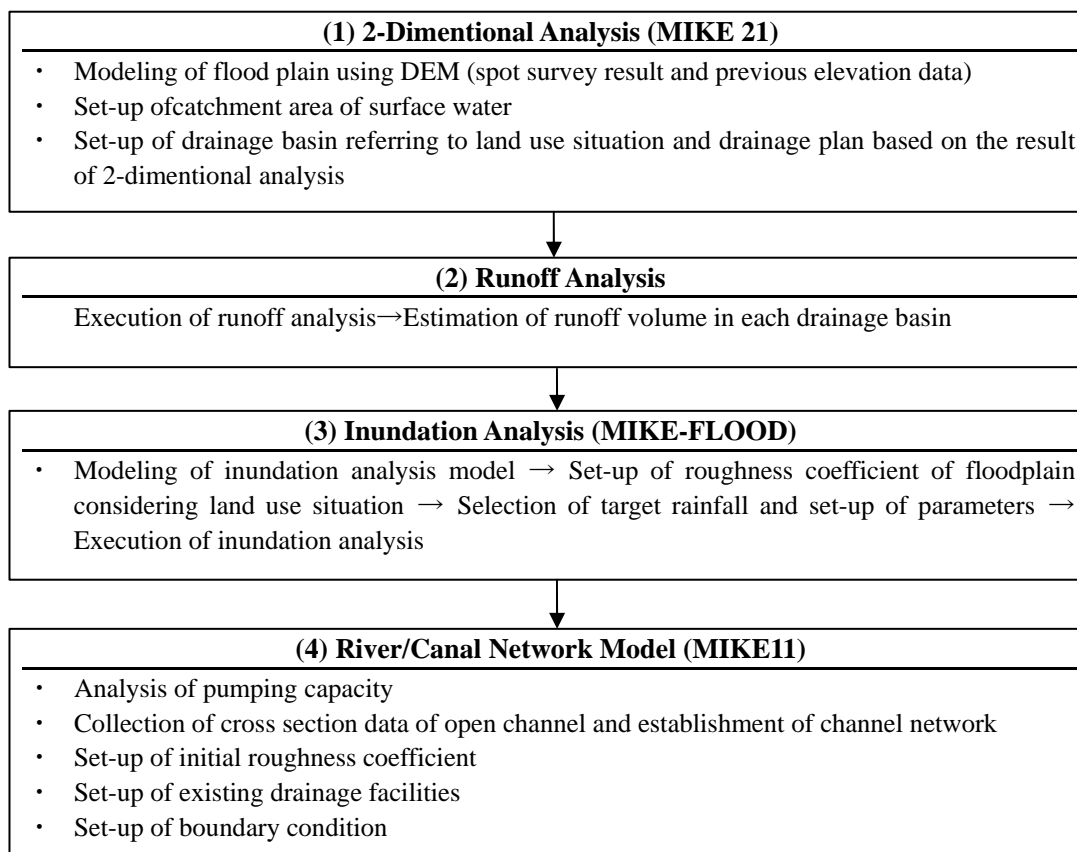 (1) 2-Dimentional Analysis (MIKE 21)
・ Modeling of flood plain using DEM (spot survey result and previous elevation data)
・ Set-up ofcatchment area of surface water
・ Set-up of drainage basin referring to land use situation and drainage plan based on the result
of 2-dimentional analysis
(2) Runoff Analysis
Execution of runoff analysis→Estimation of runoff volume in each drainage basin
(3) Inundation Analysis (MIKE-FLOOD)
・ Modeling of inundation analysis model → Set-up of roughness coefficient of floodplain
considering land use situation → Selection of target rainfall and set-up of parameters →
Execution of inundation analysis
(4) River/Canal Network Model (MIKE11)
・ Analysis of pumping capacity
・ Collection of cross section data of open channel and establishment of channel network
・ Set-up of initial roughness coefficient
・ Set-up of existing drainage facilities
・ Set-up of boundary condition